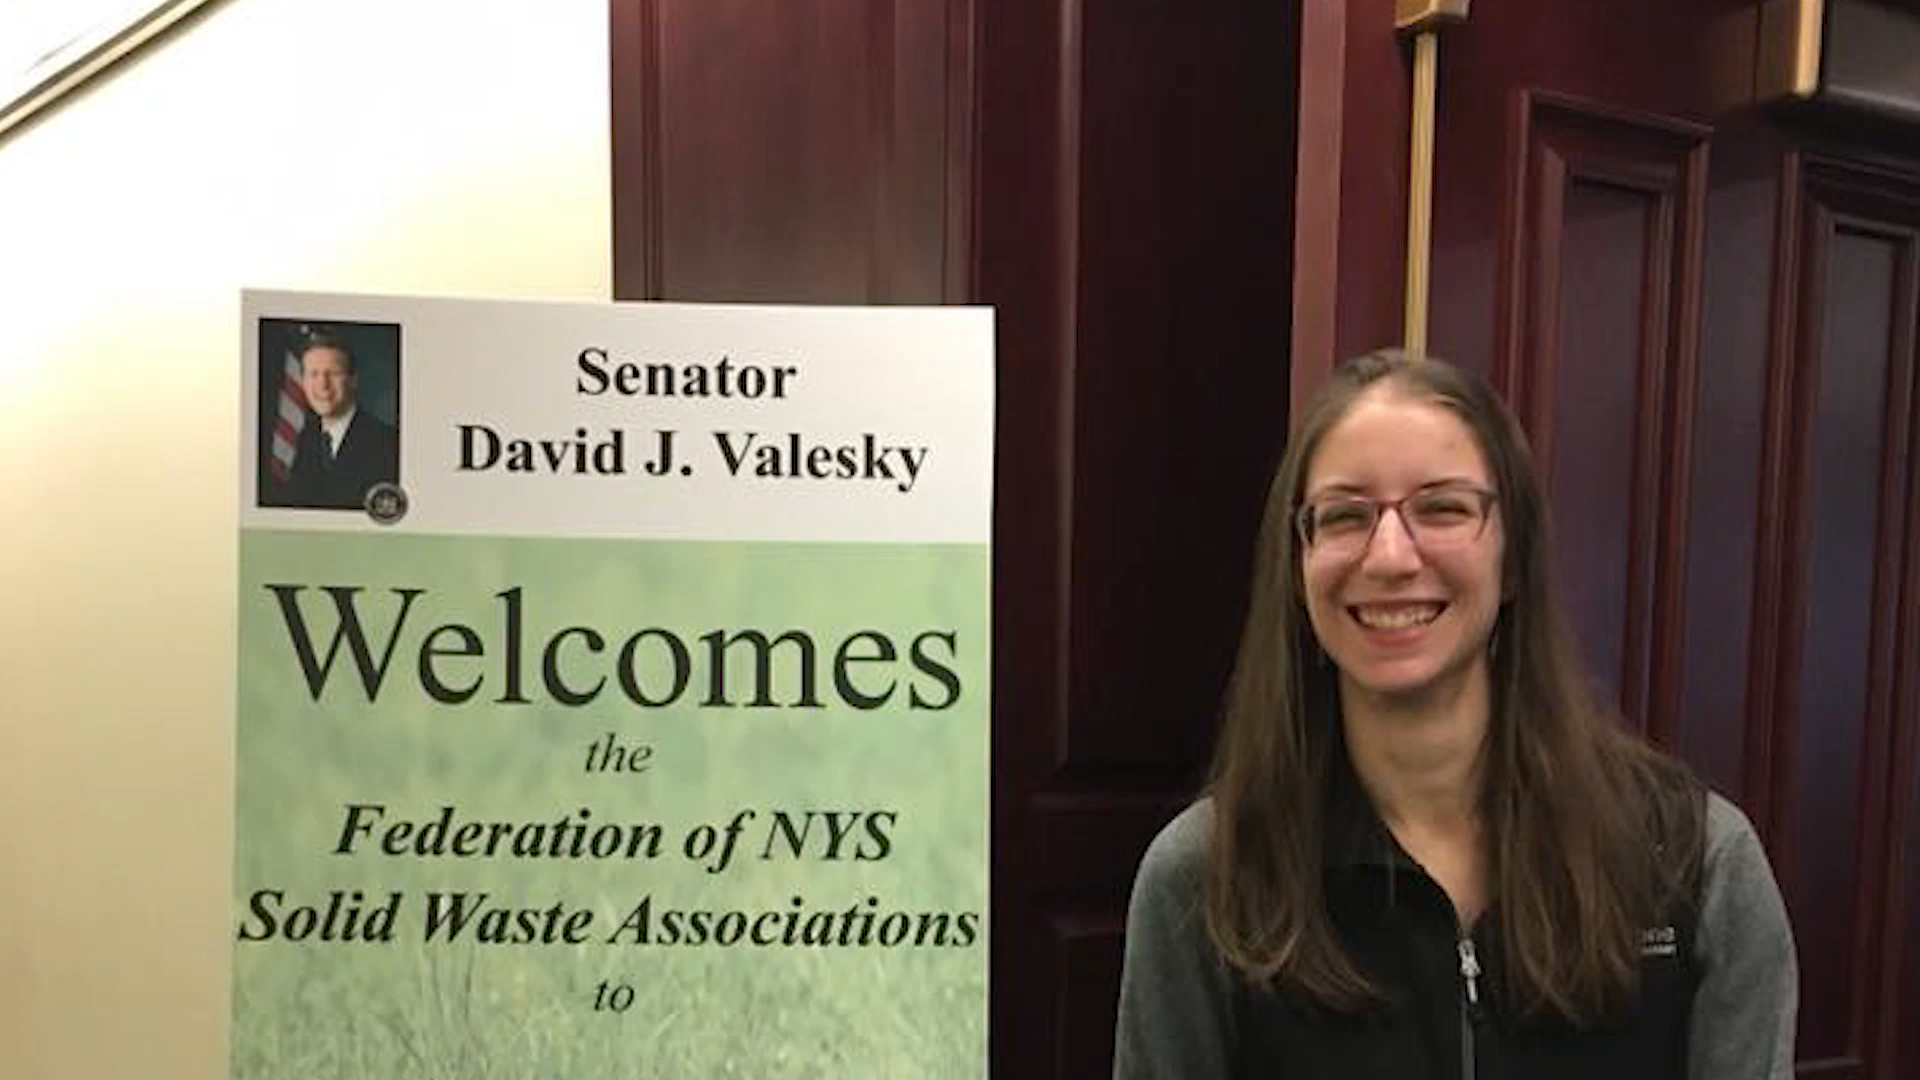 Senator
David J. Valesky
Welcomes
the
Federation of NYS
Solid Waste Associations
to